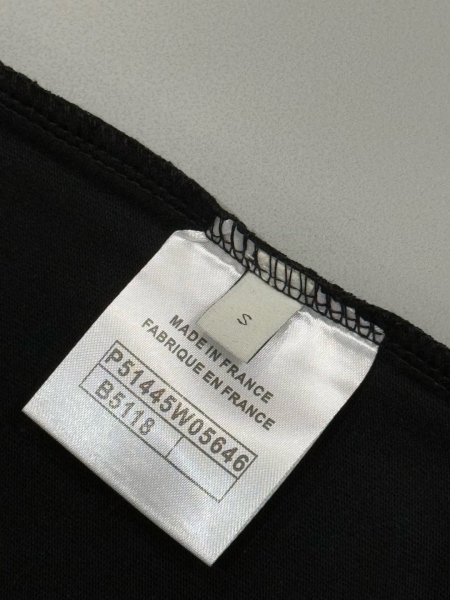 S
MADE IN FRANCE
FABRIQUE EN FRANCE
P51445W05646
B5118